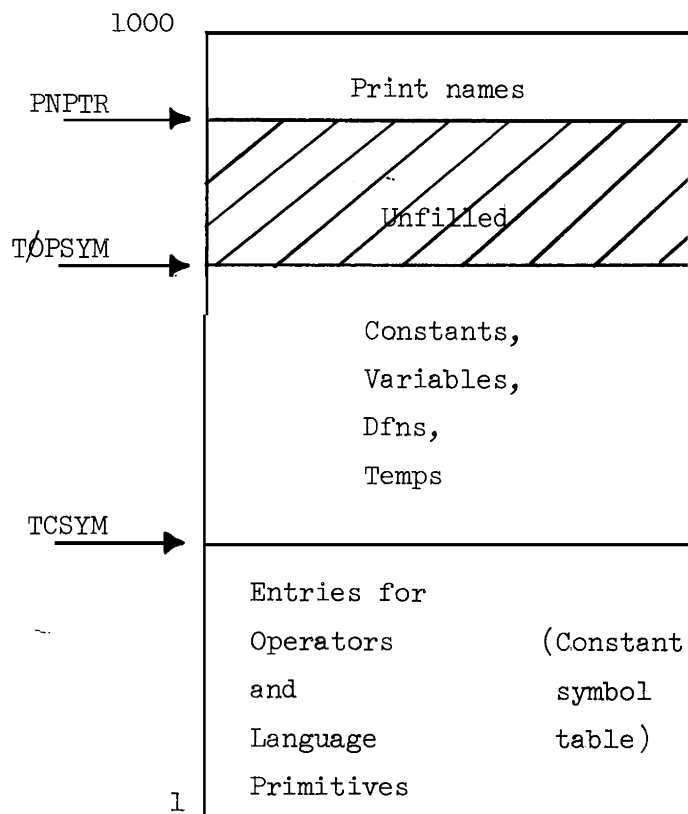 1000
Print names
PNPTR
Unfilled
TØPSYM
Constants,
Variables,
Dfns,
Temps
TCSYM
Entries for
Operators (Constant
and symbol
Language table)
Primitives
1